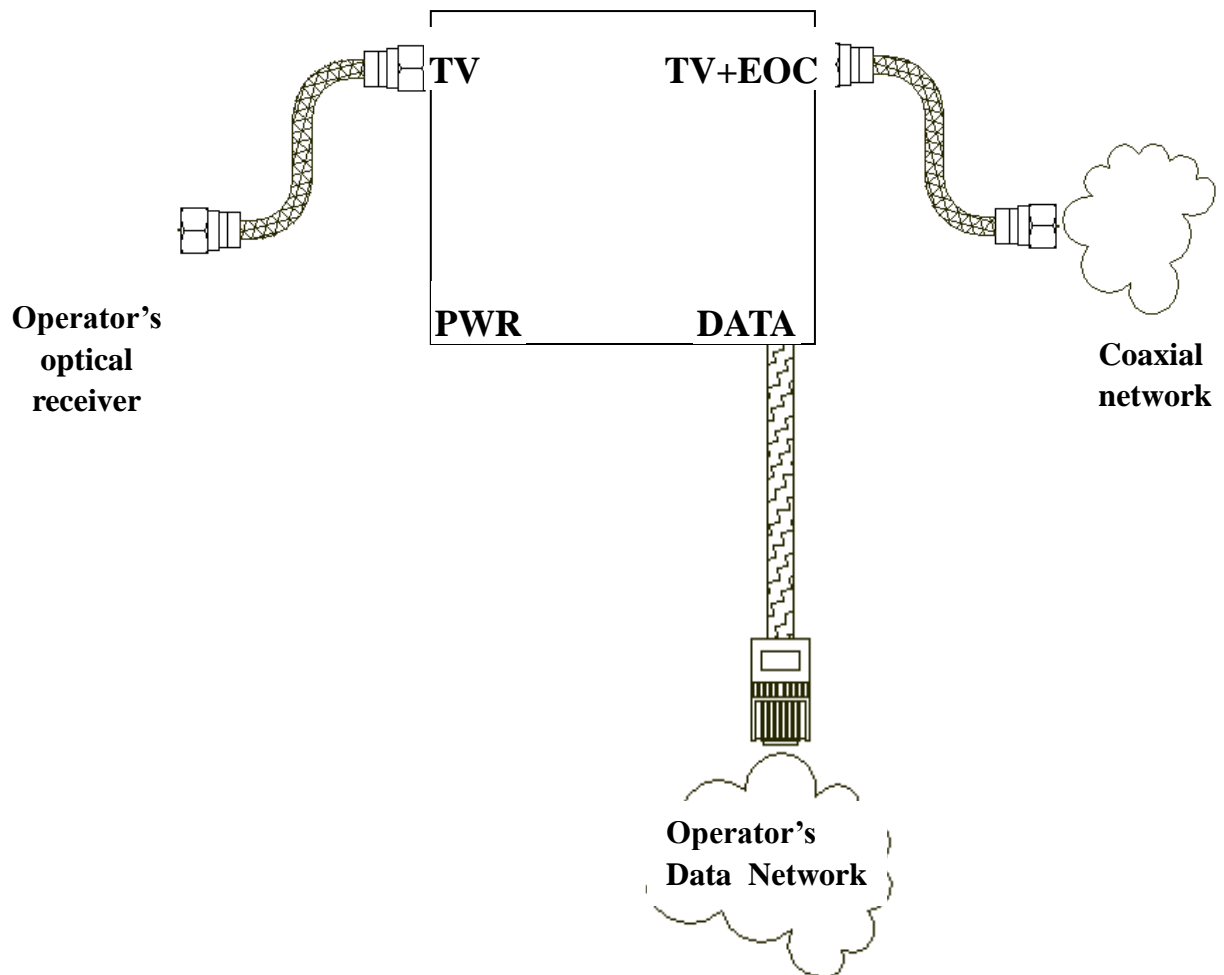 TV
TV+EOC
PWR
DATA
Operator’s
optical
receiver
Coaxial
network
Operator’s
Data Network